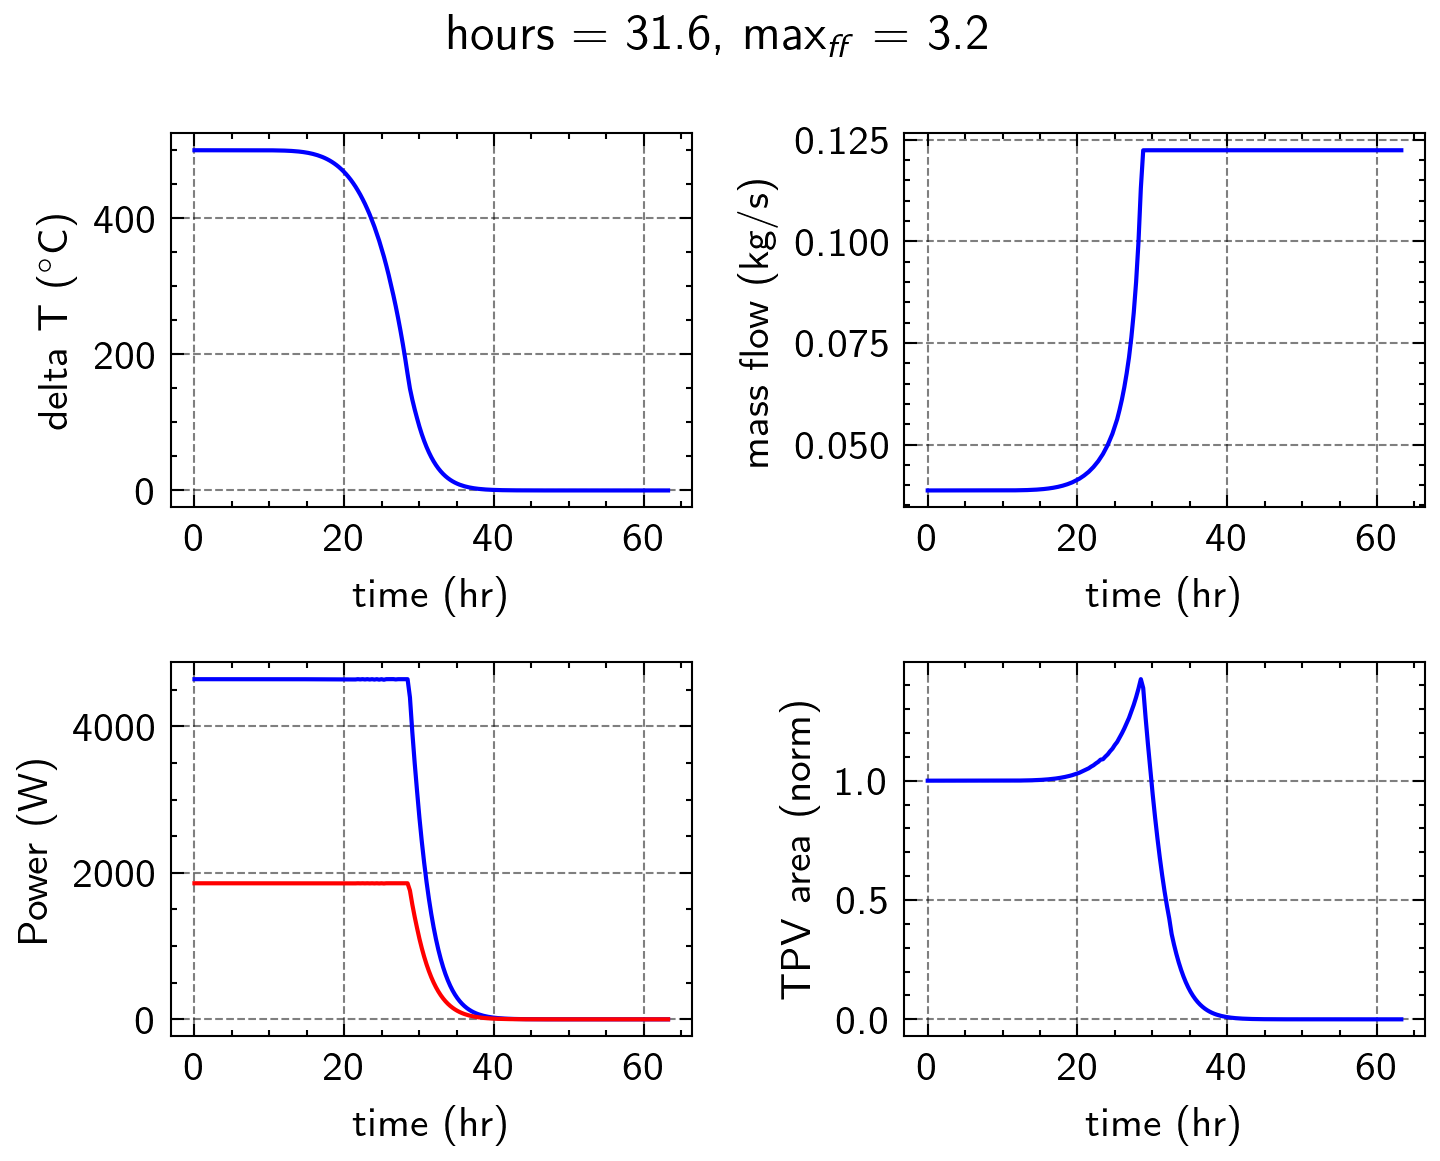 hours = 31.6, max_ff = 3.2
delta T (°C)
400
200
0
0 20 40 60
time (hr)
mass flow (kg/s)
0.125
0.100
0.075
0.050
0 20 40 60
time (hr)
Power (W)
4000
2000
0
0 20 40 60
time (hr)
TPV area (norm)
1.0
0.5
0.0
0 20 40 60
time (hr)